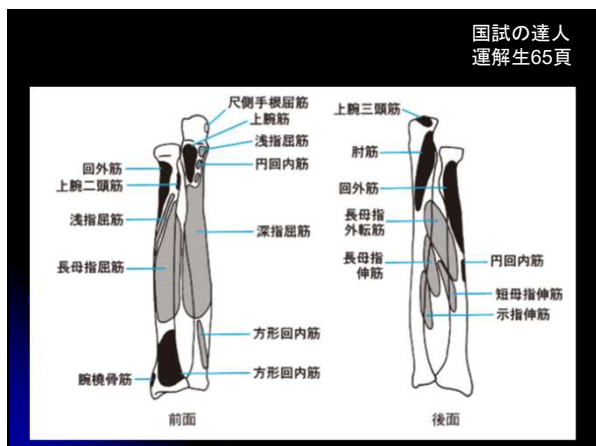 国試の達人
運解生65頁
尺側手根屈筋
上腕筋
浅指屈筋
円回内筋
回外筋
上腕二頭筋
浅指屈筋
深指屈筋
長母指屈筋
方形回内筋
腕橈骨筋
方形回内筋
前面
上腕三頭筋
肘筋
回外筋
長母指
外転筋
長母指
伸筋
円回内筋
短母指伸筋
示指伸筋
後面